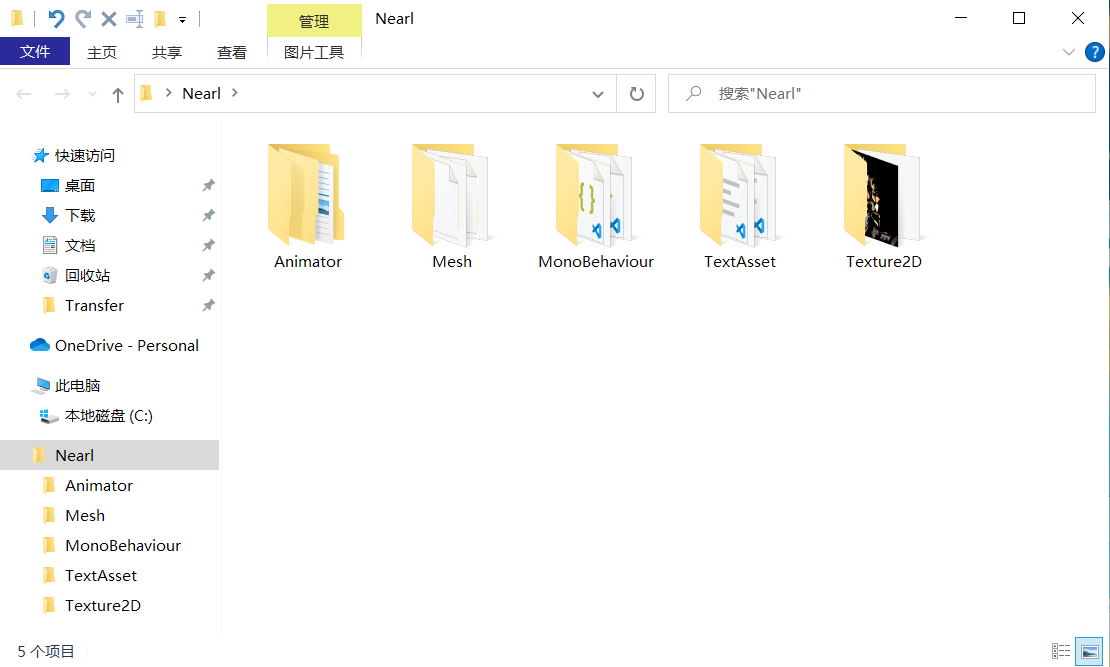 管理
Nearl
文件
主页
共享
查看
图片工具
Nearl
搜索"Nearl"
快速访问
桌面
下载
文档
回收站
Transfer
OneDrive - Personal
此电脑
本地磁盘 (C:)
Nearl
Animator
Mesh
MonoBehaviour
TextAsset
Texture2D
Animator
Mesh
MonoBehaviour
TextAsset
Texture2D
5 个项目